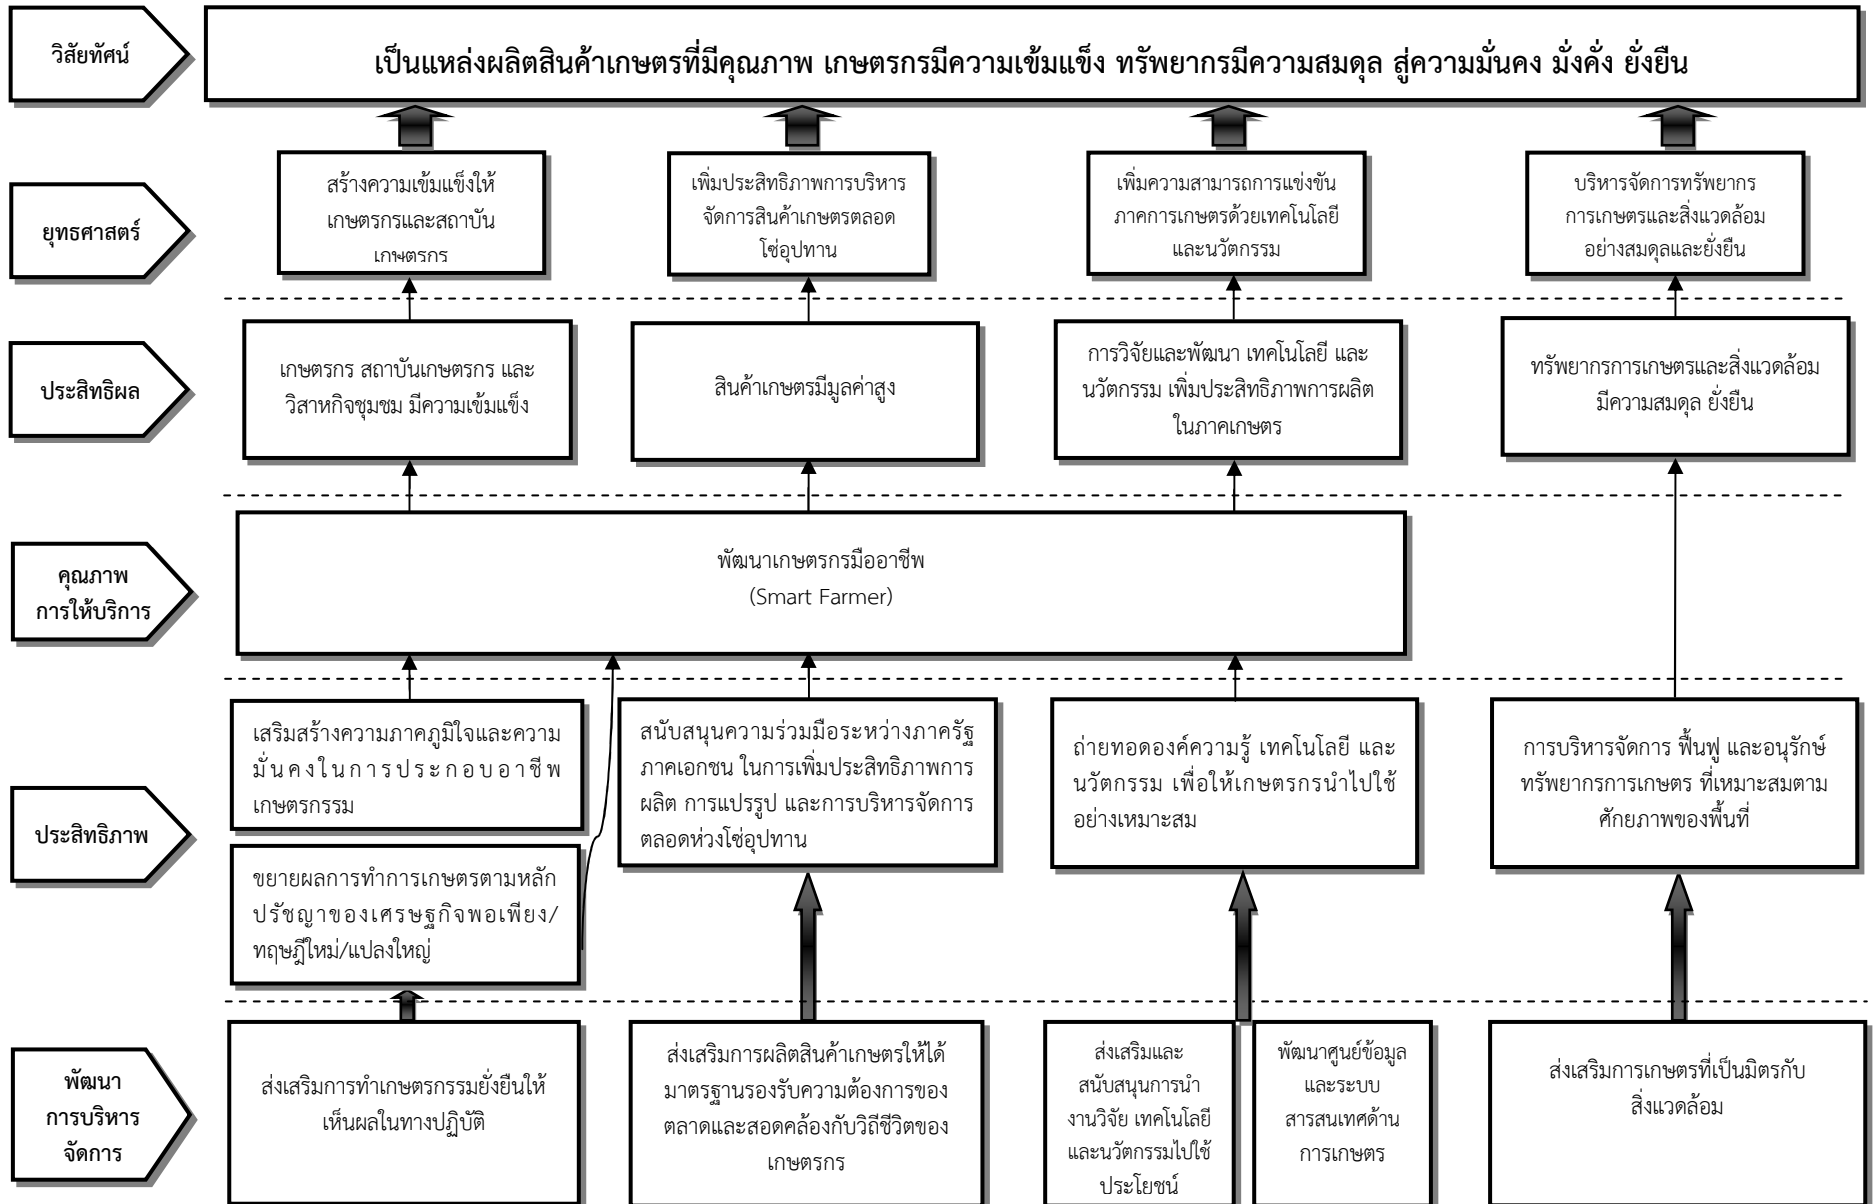 วิสัยทัศน์
เป็นแหล่งผลิตสินค้าเกษตรที่มีคุณภาพ เกษตรกรมีความเข้มแข็ง ทรัพยากรมีความสมดุล สู่ความมั่นคง มั่งคั่ง ยั่งยืน
ยุทธศาสตร์
สร้างความเข้มแข็งให้
เกษตรกรและสถาบัน
เกษตรกร
เพิ่มประสิทธิภาพการบริหาร
จัดการสินค้าเกษตรตลอด
โซ่อุปทาน
เพิ่มความสามารถการแข่งขัน
ภาคการเกษตรด้วยเทคโนโลยี
และนวัตกรรม
บริหารจัดการทรัพยากร
การเกษตรและสิ่งแวดล้อม
อย่างสมดุลและยั่งยืน
ประสิทธิผล
เกษตรกร สถาบันเกษตรกร และ
วิสาหกิจชุมชน มีความเข้มแข็ง
สินค้าเกษตรมีมูลค่าสูง
การวิจัยและพัฒนา เทคโนโลยี และ
นวัตกรรม เพิ่มประสิทธิภาพการผลิต
ในภาคเกษตร
ทรัพยากรการเกษตรและสิ่งแวดล้อม
มีความสมดุล ยั่งยืน
คุณภาพ
การให้บริการ
พัฒนาเกษตรกรมืออาชีพ
(Smart Farmer)
ประสิทธิภาพ
เสริมสร้างความภาคภูมิใจและความ
มั่นคงในการประกอบอาชีพ
เกษตรกรรม
ขยายผลการทำการเกษตรตามหลัก
ปรัชญาของเศรษฐกิจพอเพียง/
ทฤษฎีใหม่/แปลงใหญ่
สนับสนุนความร่วมมือระหว่างภาครัฐ
ภาคเอกชน ในการเพิ่มประสิทธิภาพการ
ผลิต การแปรรูป และการบริหารจัดการ
ตลอดห่วงโซ่อุปทาน
ถ่ายทอดองค์ความรู้ เทคโนโลยี และ
นวัตกรรม เพื่อให้เกษตรกรนำไปใช้
อย่างเหมาะสม
การบริหารจัดการ ฟื้นฟู และอนุรักษ์
ทรัพยากรการเกษตร ที่เหมาะสมตาม
ศักยภาพของพื้นที่
พัฒนา
การบริหาร
จัดการ
ส่งเสริมการทำเกษตรกรรมยั่งยืนให้
เห็นผลในทางปฏิบัติ
ส่งเสริมการผลิตสินค้าเกษตรให้ได้
มาตรฐานรองรับความต้องการของ
ตลาดและสอดคล้องกับวิถีชีวิตของ
เกษตรกร
ส่งเสริมและ
สนับสนุนการนำ
งานวิจัย เทคโนโลยี
และนวัตกรรมไปใช้
ประโยชน์
พัฒนาศูนย์ข้อมูล
และระบบ
สารสนเทศด้าน
การเกษตร
ส่งเสริมการเกษตรที่เป็นมิตรกับ
สิ่งแวดล้อม